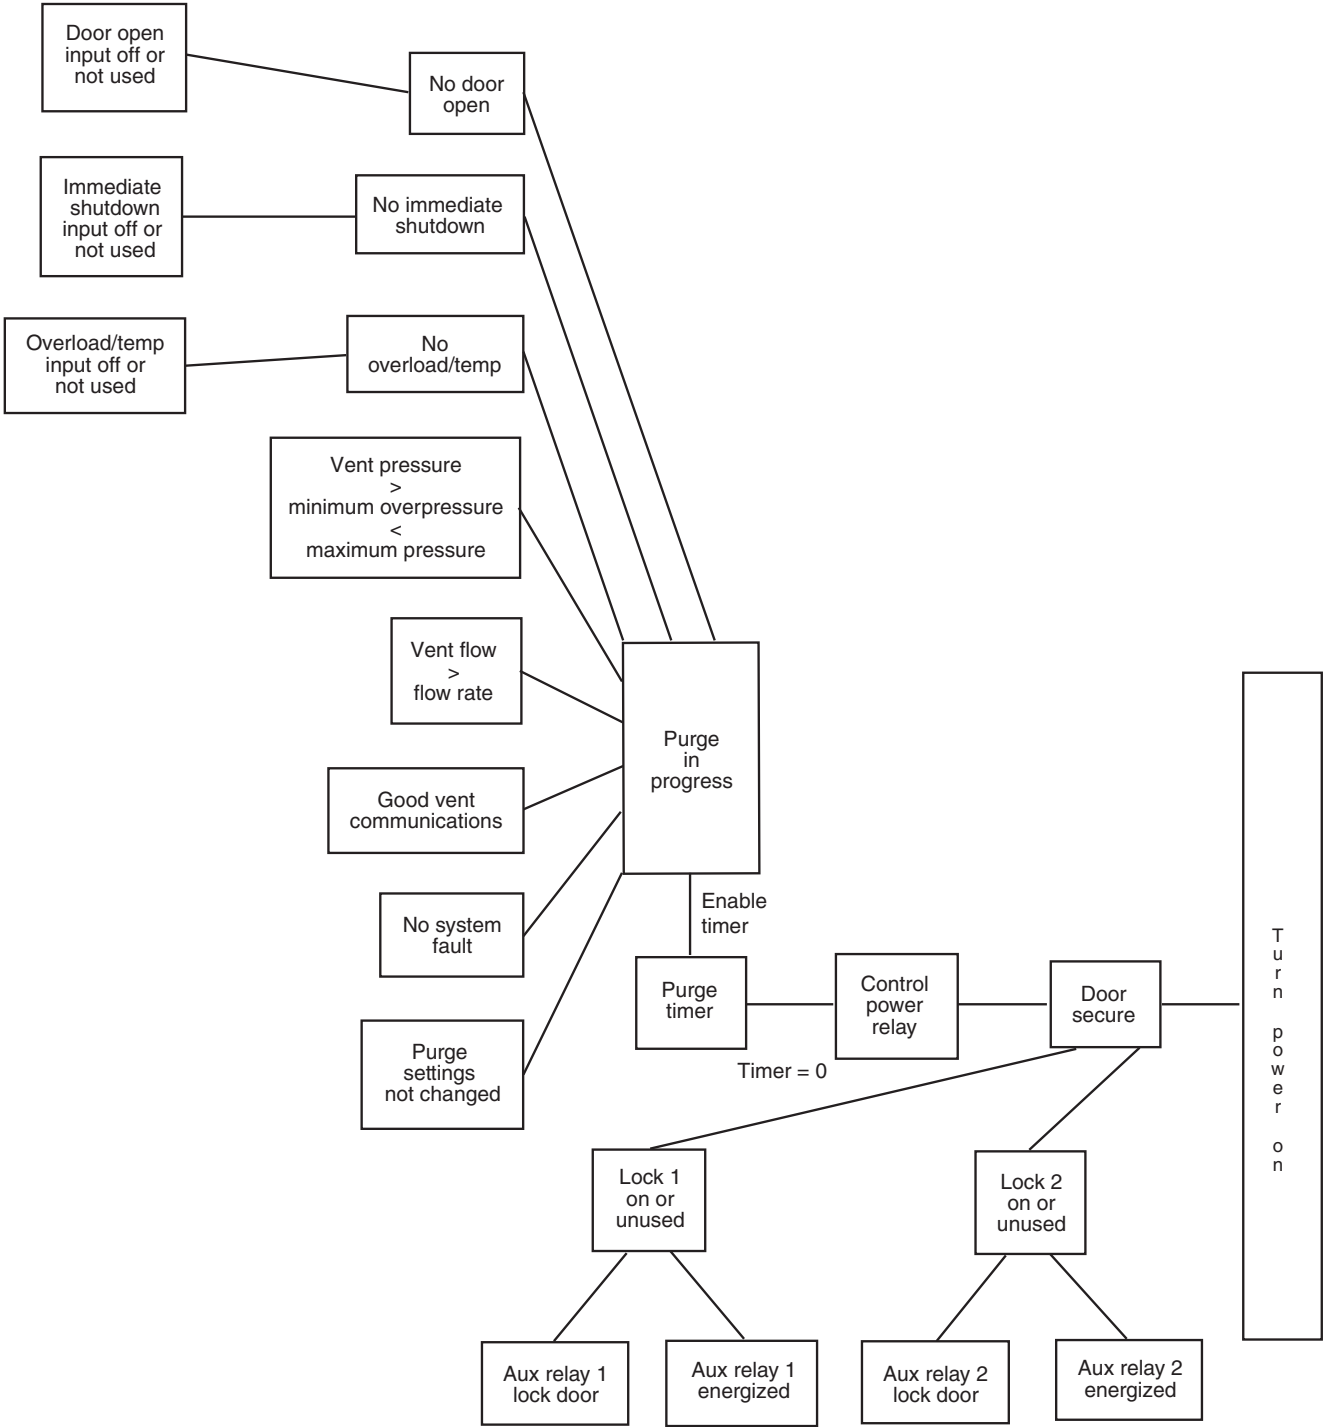 Door open
input off or
not used
No door
open
Immediate
shutdown
input off or
not used
No immediate
shutdown
Overload/temp
input off or
not used
No
overload/temp
Vent pressure
>
minimum overpressure
<
maximum pressure
Vent flow
>
flow rate
Good vent
communications
No system
fault
Purge
settings
not changed
Purge
in
progress
Enable
timer
Purge
timer
Timer = 0
Control
power
relay
Door
secure
Turn power on
Lock 1
on or
unused
Lock 2
on or
unused
Aux relay 1
lock door
Aux relay 1
energized
Aux relay 2
lock door
Aux relay 2
energized